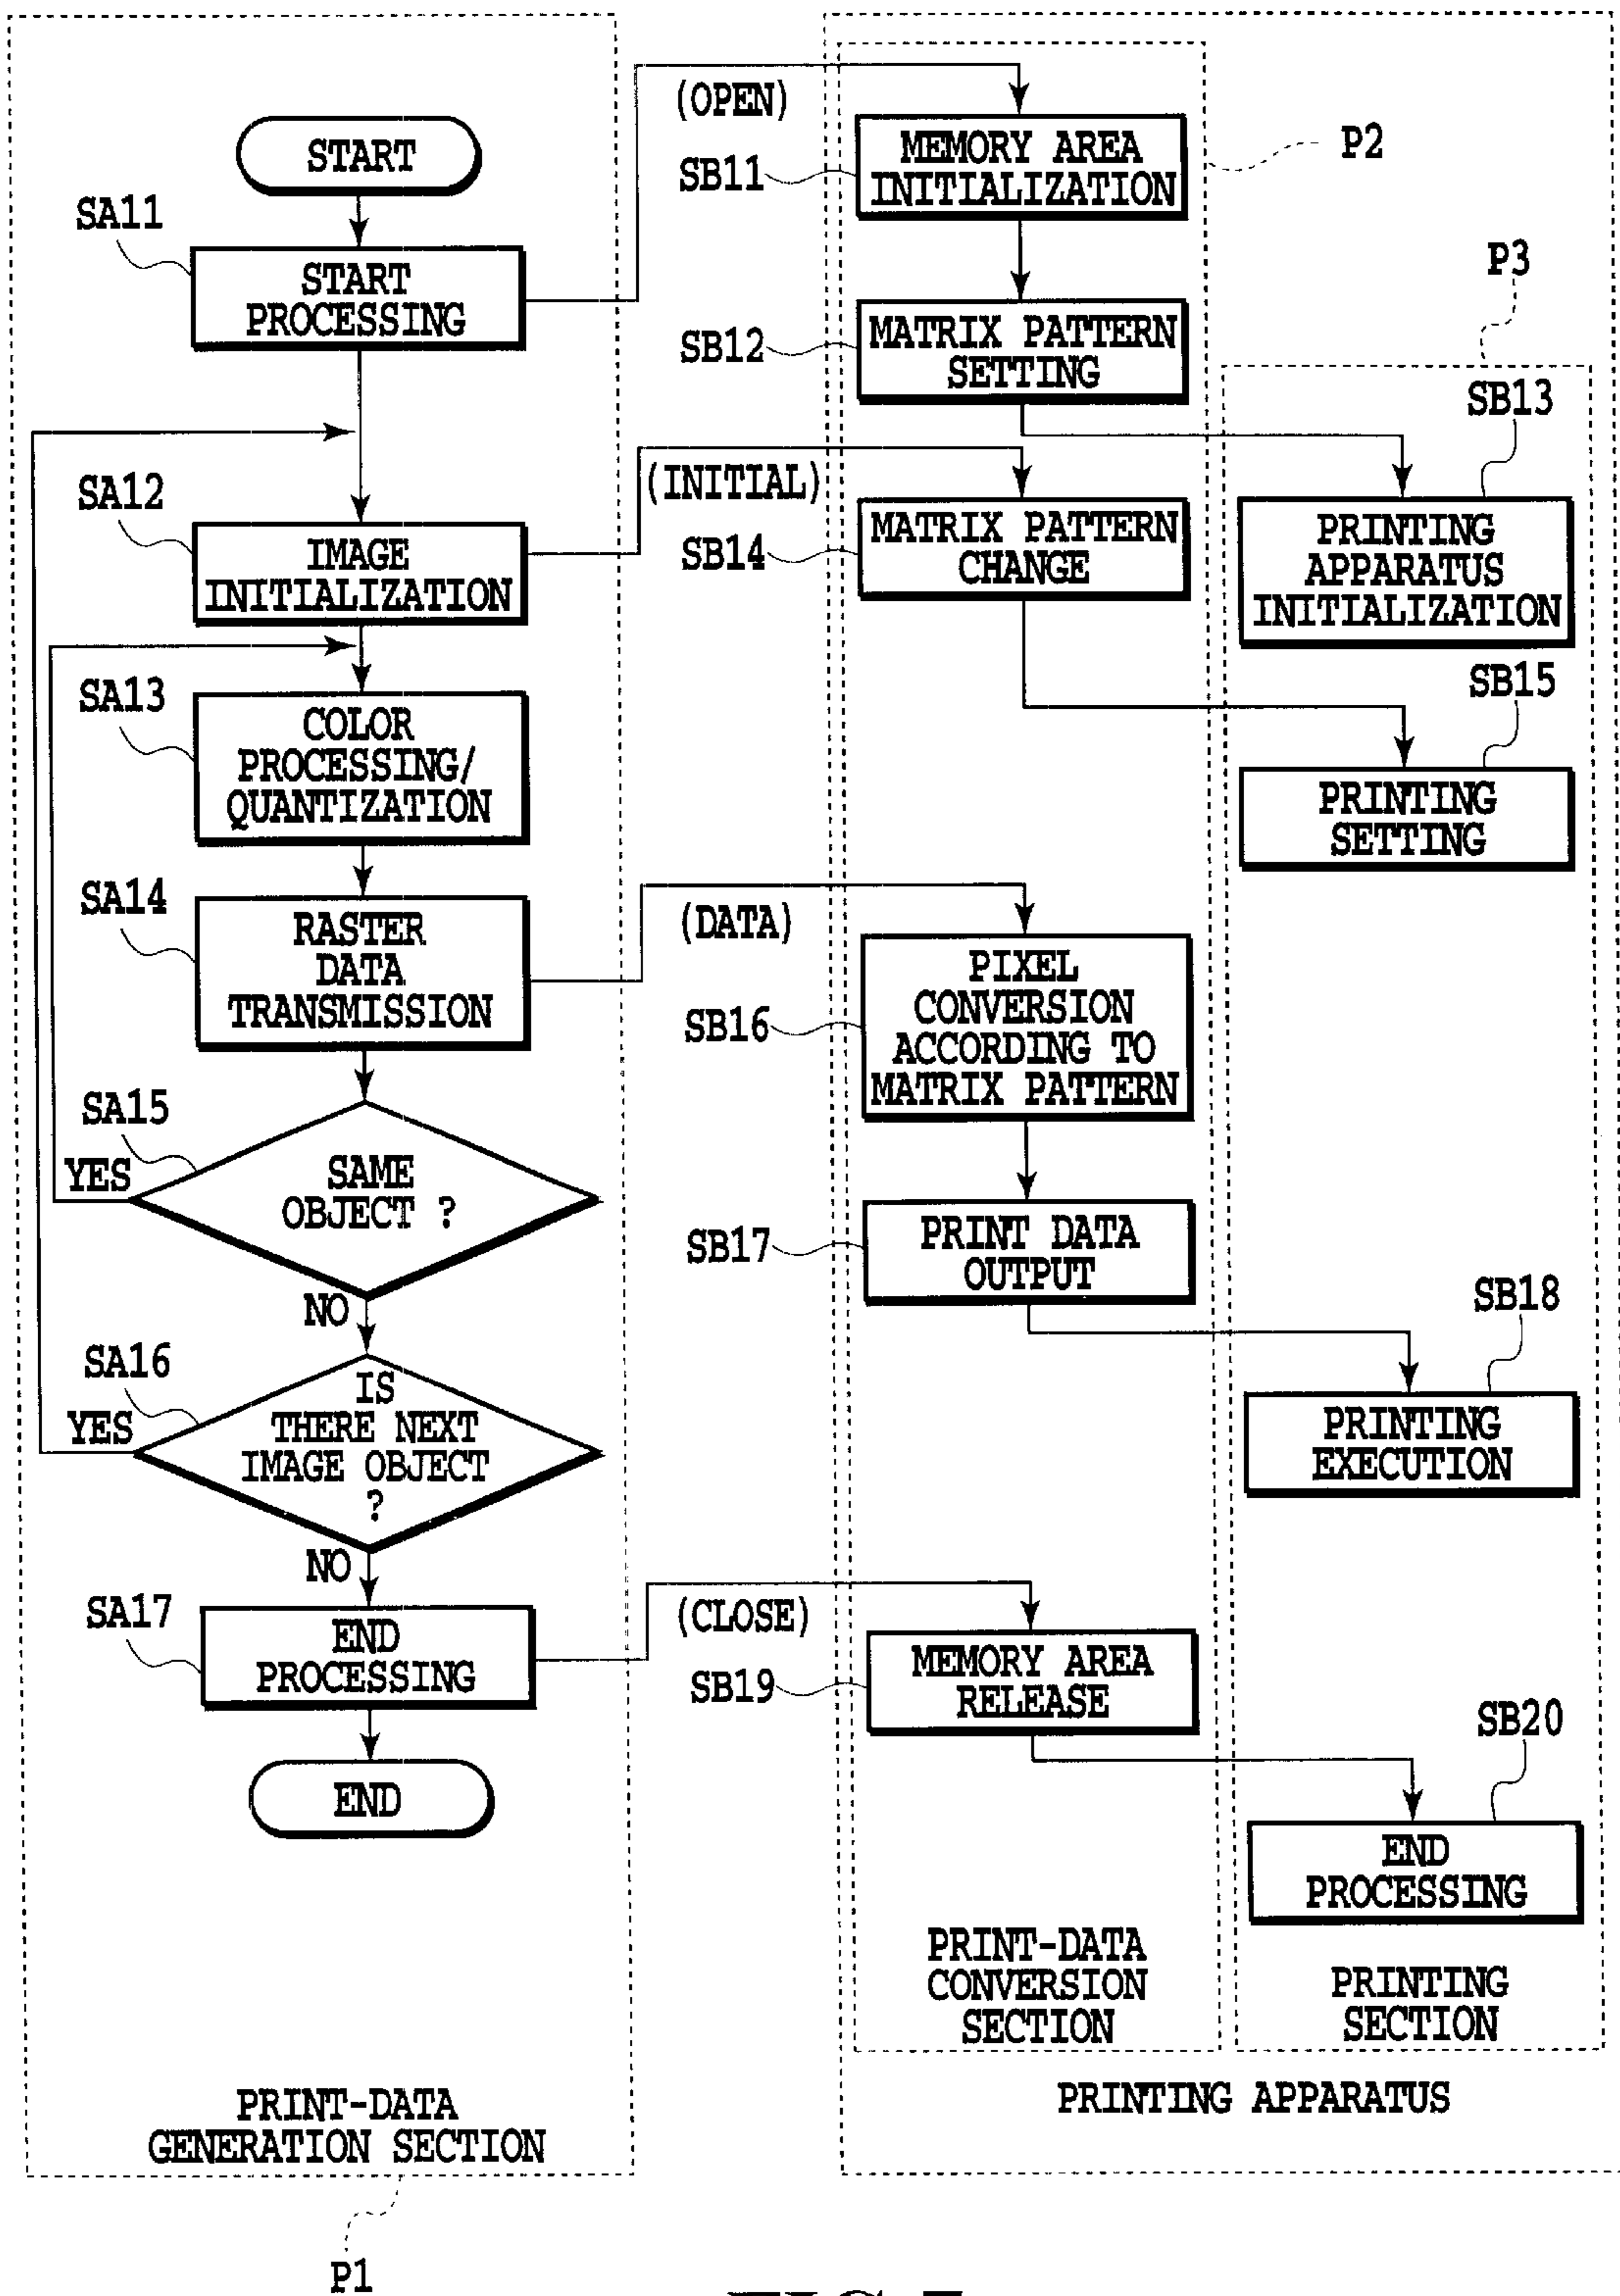 START
SA11
START
PROCESSING
SA12
IMAGE
INITIALIZATION
SA13
COLOR
PROCESSING/
QUANTIZATION
SA14
RASTER
DATA
TRANSMISSION
SA15
YES
SAME
OBJECT ?
NO
SA16
YES
IS
THERE NEXT
IMAGE OBJECT
?
NO
SA17
END
PROCESSING
END
PRINT-DATA
GENERATION SECTION
P1
(OPEN)
SB11
MEMORY AREA
INITIALIZATION
P2
SB12
MATRIX PATTERN
SETTING
P3
SB13
PRINTING
APPARATUS
INITIALIZATION
(INITIAL)
SB14
MATRIX PATTERN
CHANGE
SB15
PRINTING
SETTING
(DATA)
SB16
PIXEL
CONVERSION
ACCORDING TO
MATRIX PATTERN
SB17
PRINT DATA
OUTPUT
SB18
PRINTING
EXECUTION
(CLOSE)
SB19
MEMORY AREA
RELEASE
SB20
END
PROCESSING
PRINT-DATA
CONVERSION
SECTION
PRINTING
SECTION
PRINTING APPARATUS